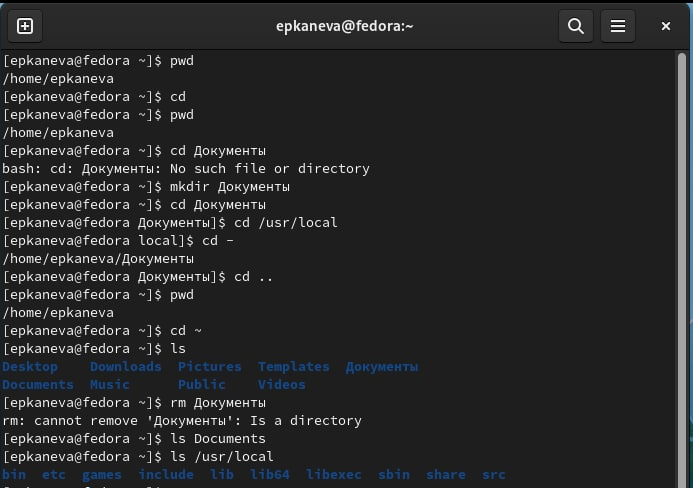 epkaneva@fedora:~
[epkaneva@fedora ~]$ pwd
/home/epkaneva
[epkaneva@fedora ~]$ cd
[epkaneva@fedora ~]$ pwd
/home/epkaneva
[epkaneva@fedora ~]$ cd Документы
bash: cd: Документы: No such file or directory
[epkaneva@fedora ~]$ mkdir Документы
[epkaneva@fedora ~]$ cd Документы
[epkaneva@fedora Документы]$ cd /usr/local
[epkaneva@fedora local]$ cd -
/home/epkaneva/Документы
[epkaneva@fedora Документы]$ cd ..
[epkaneva@fedora ~]$ pwd
/home/epkaneva
[epkaneva@fedora ~]$ cd ~
[epkaneva@fedora ~]$ ls
Desktop    Downloads  Pictures  Templates  Документы
Documents  Music      Public    Videos
[epkaneva@fedora ~]$ rm Документы
rm: cannot remove 'Документы': Is a directory
[epkaneva@fedora ~]$ ls Documents
[epkaneva@fedora ~]$ ls /usr/local
bin  etc  games  include  lib  lib64  libexec  sbin  share  src